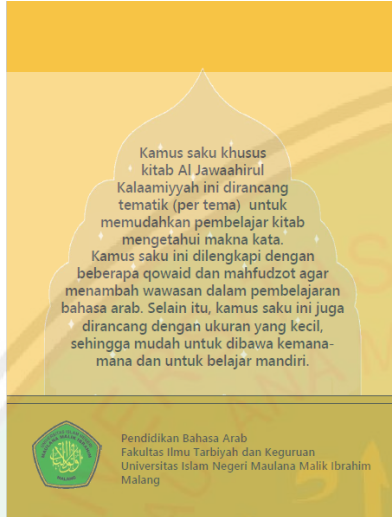 Kamus saku khusus
kitab Al Jawaahirul
Kalaamiyyah ini dirancang
tematik (per tema) untuk
memudahkan pembelajar kitab
mengetahui makna kata.
Kamus saku ini dilengkapi dengan
beberapa qowaid dan mahfudzot agar
menambah wawasan dalam pembelajaran
bahasa arab. Selain itu, kamus saku ini juga
dirancang dengan ukuran yang kecil,
sehingga mudah untuk dibawa kemana-
mana dan untuk belajar mandiri.
Pendidikan Bahasa Arab
Fakultas Ilmu Tarbiyah dan Keguruan
Universitas Islam Negeri Maulana Malik Ibrahim
Malang